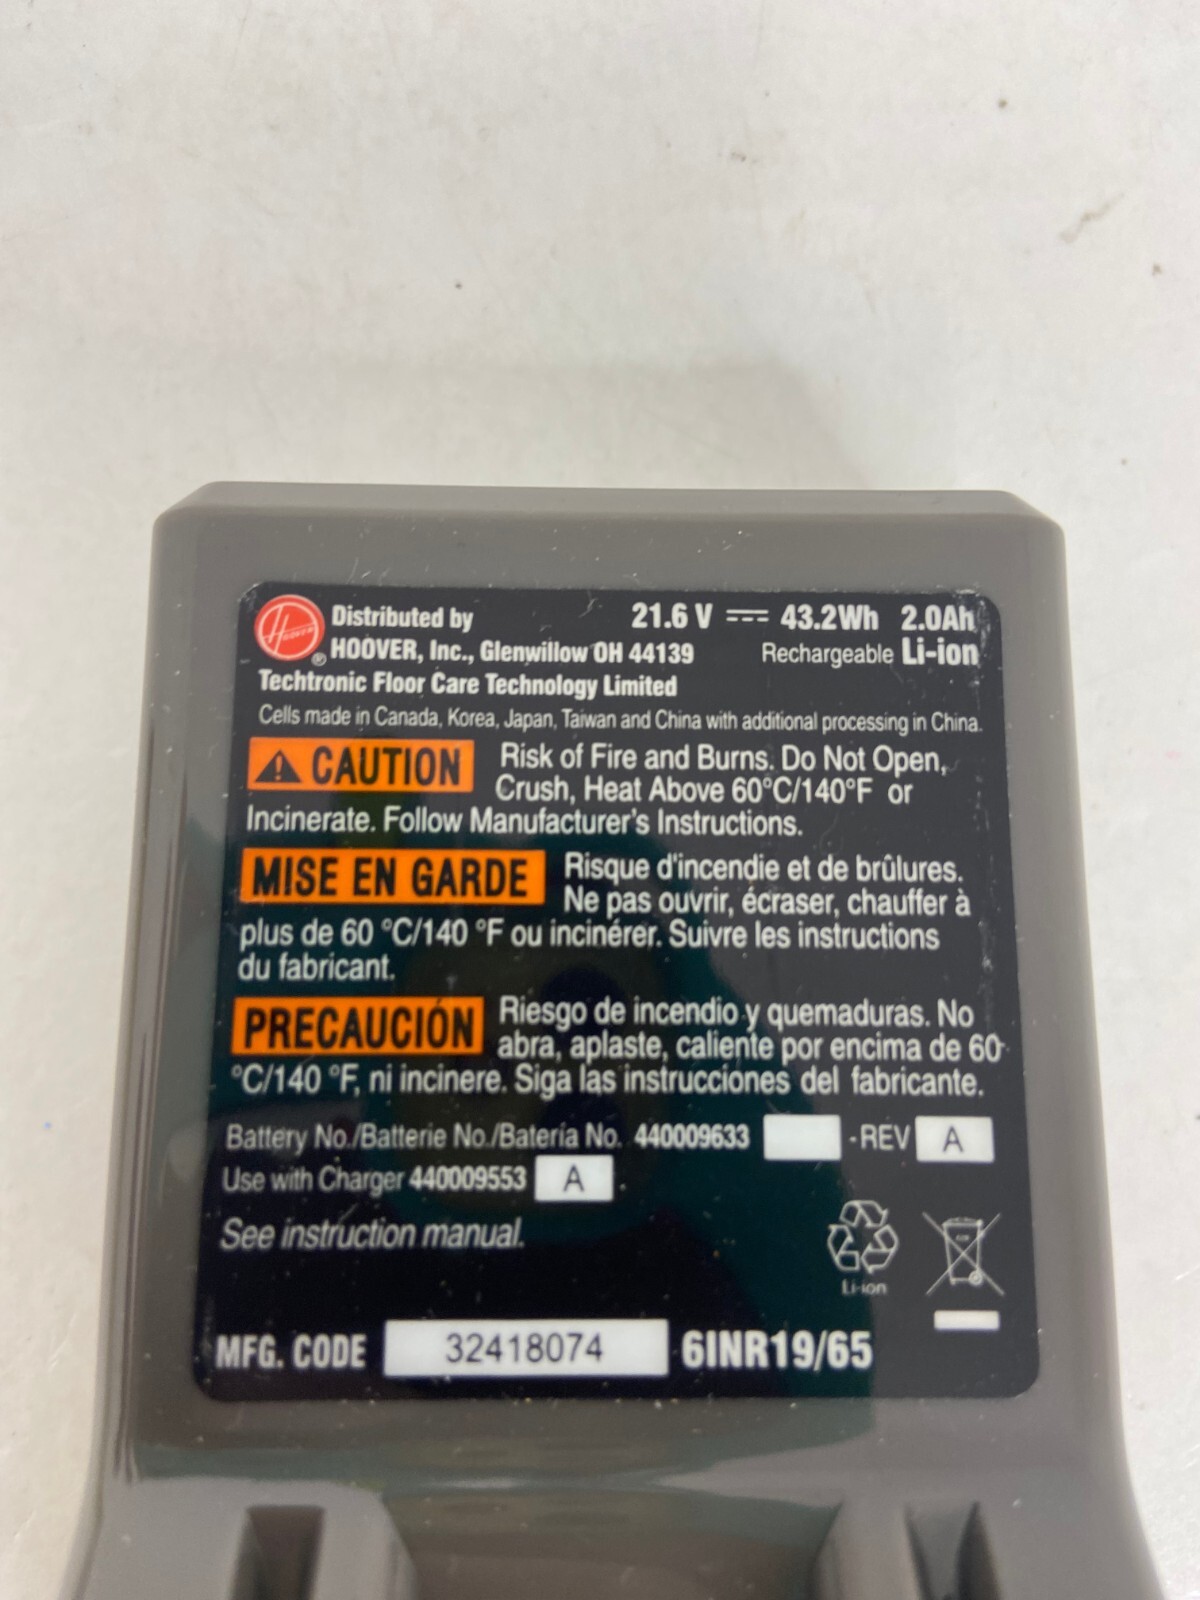 Distributed by 21.6 V 43.2Wh 2.0Ah
HOOVER ® HOOVER, Inc., Glenwillow OH 44139 Rechargeable Li-ion
Techtronic Floor Care Technology Limited
Cells made in Canada, Korea, Japan, Taiwan and China with additional processing in China.
CAUTION Risk of Fire and Burns. Do Not Open,
Crush, Heat Above 60°C/140°F or
Incinerate. Follow Manufacturer's Instructions.
MISE EN GARDE Risque d'incendie et de brûlures.
Ne pas ouvrir, écraser, chauffer à
plus de 60 °C/140 °F ou incinérer. Suivre les instructions
du fabricant.
PRECAUCIÓN Riesgo de incendio y quemaduras. No
abra, aplaste, caliente por encima de 60
°C/140 °F, ni incinere. Siga las instrucciones del fabricante.
Battery No./Batterie No./Batería No. 440009633 -REV A
Use with Charger 440009553 A
See instruction manual.
Li-ion
MFG. CODE 32418074 6INR19/65